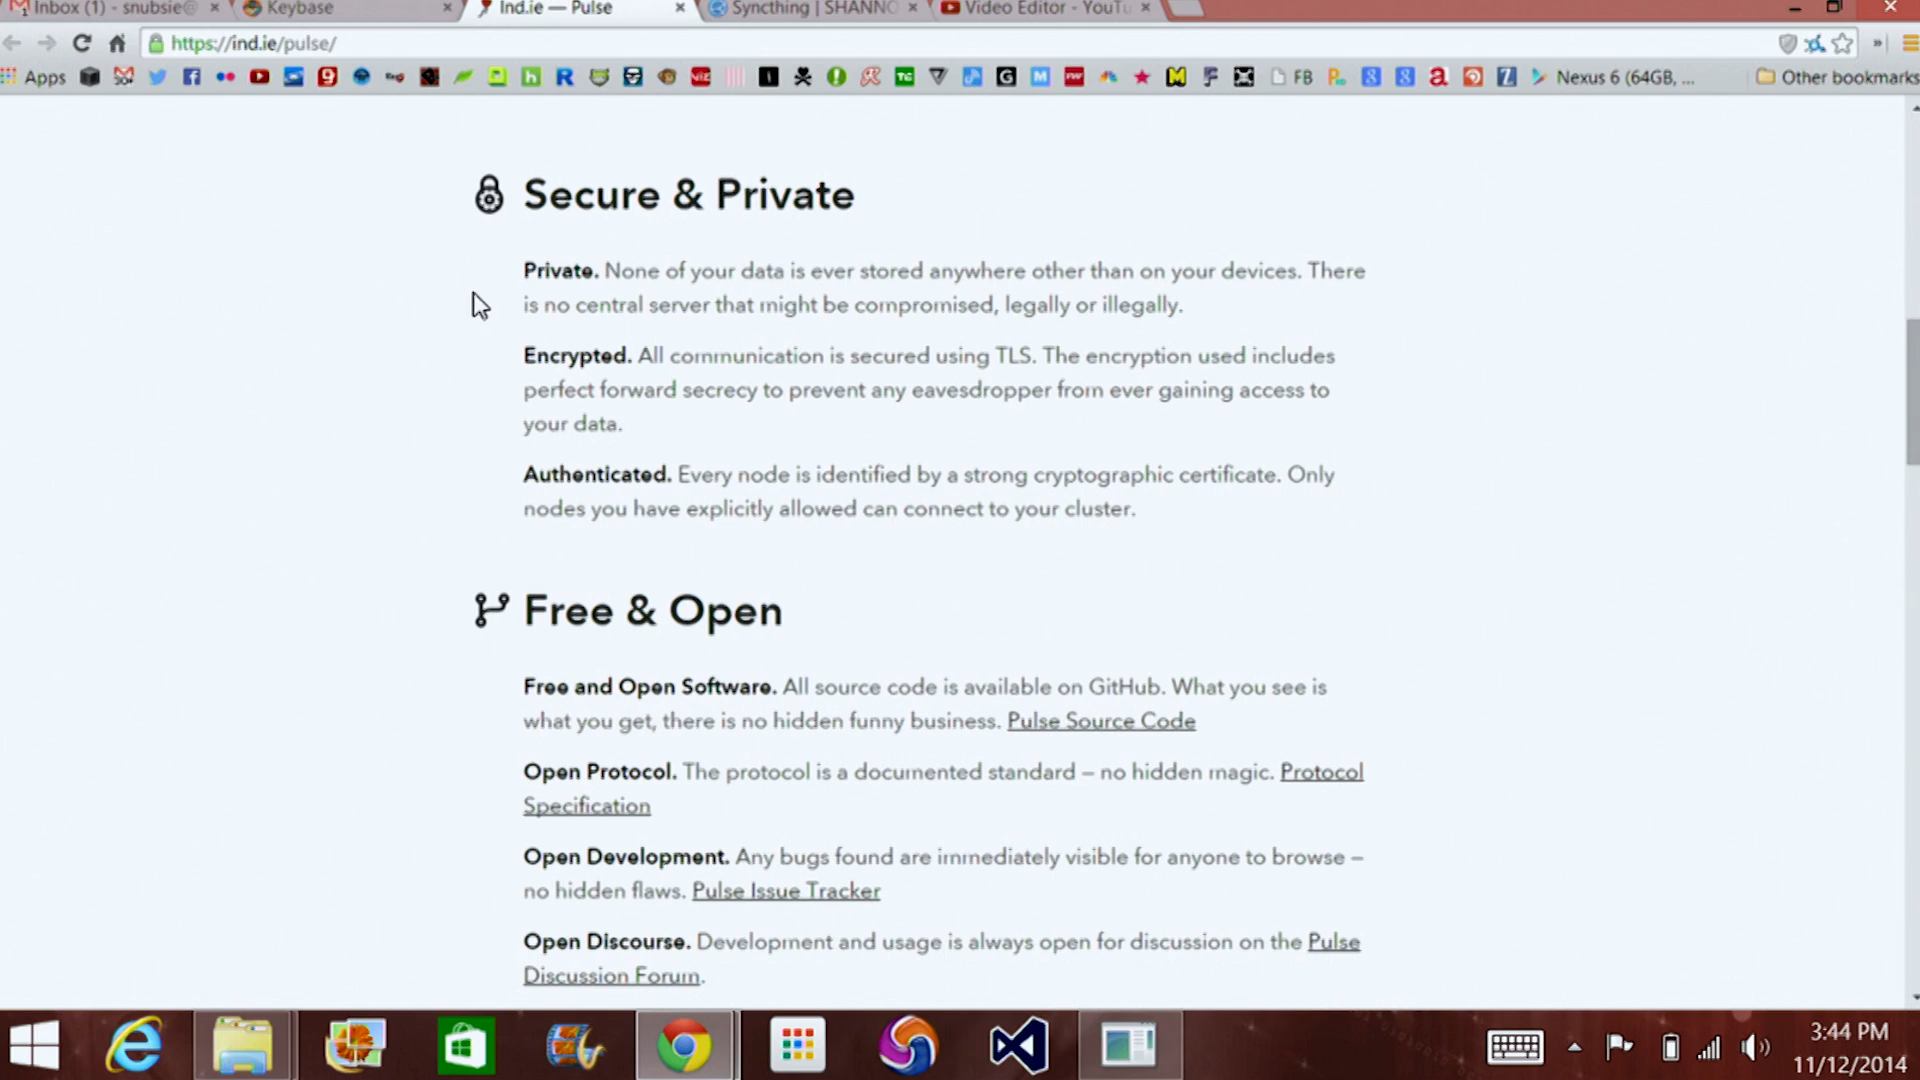 Inbox (1) - snubsie@
Keybase
Ind.ie — Pulse
Syncthing | SHANNO
Video Editor - YouTu
https://ind.ie/pulse/
Apps
FB
Nexus 6 (64GB, ...
Other bookmarks
Secure & Private
Private. None of your data is ever stored anywhere other than on your devices. There
is no central server that might be compromised, legally or illegally.
Encrypted. All communication is secured using TLS. The encryption used includes
perfect forward secrecy to prevent any eavesdropper from ever gaining access to
your data.
Authenticated. Every node is identified by a strong cryptographic certificate. Only
nodes you have explicitly allowed can connect to your cluster.
Free & Open
Free and Open Software. All source code is available on GitHub. What you see is
what you get, there is no hidden funny business. Pulse Source Code
Open Protocol. The protocol is a documented standard – no hidden magic. Protocol
Specification
Open Development. Any bugs found are immediately visible for anyone to browse –
no hidden flaws. Pulse Issue Tracker
Open Discourse. Development and usage is always open for discussion on the Pulse
Discussion Forum.
3:44 PM
11/12/2014